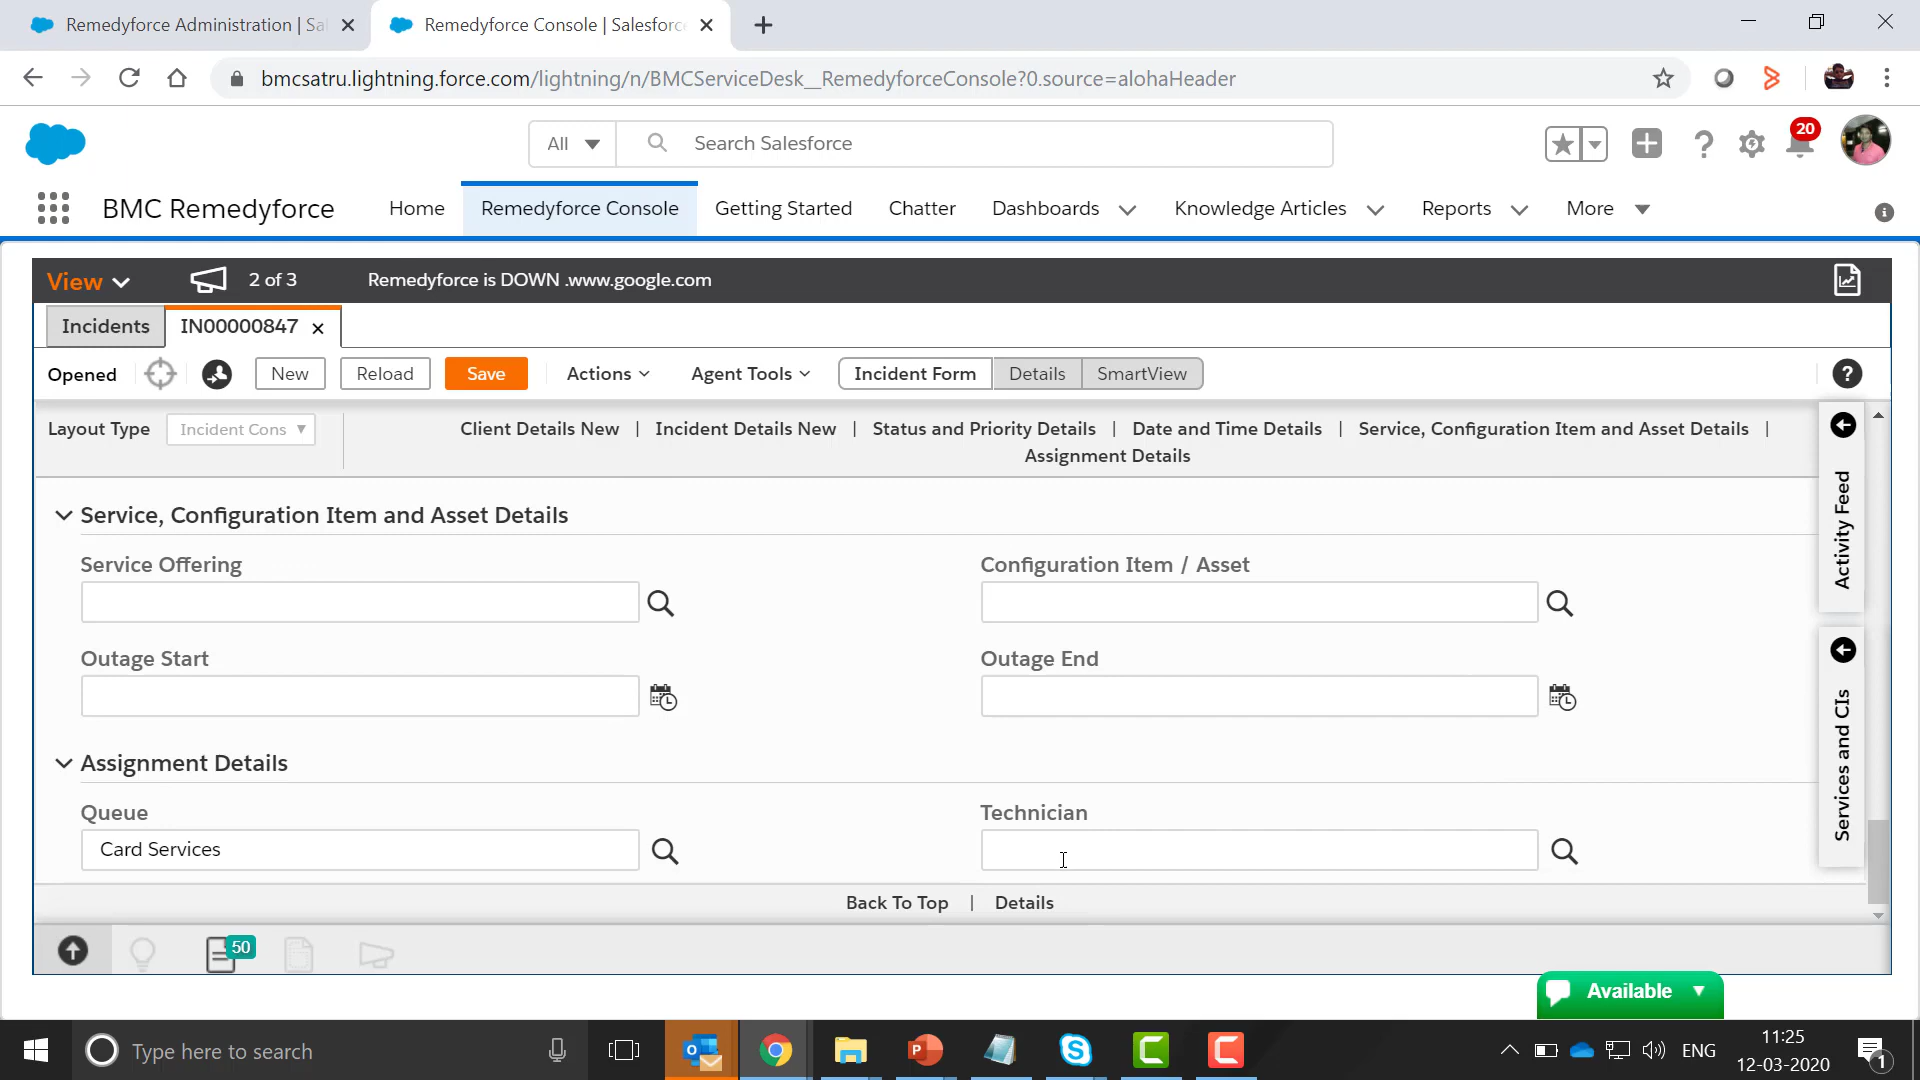 Remedyforce Administration | Sa
Remedyforce Console | Salesforc
bmcsatru.lightning.force.com/lightning/n/BMCServiceDesk__RemedyforceConsole?0.source=alohaHeader
All
Search Salesforce
20
BMC Remedyforce
Home
Remedyforce Console
Getting Started
Chatter
Dashboards
Knowledge Articles
Reports
More
View
2 of 3
Remedyforce is DOWN .www.google.com
Incidents
IN00000847
Opened
New
Reload
Save
Actions
Agent Tools
Incident Form
Details
SmartView
Layout Type
Incident Cons
Client Details New | Incident Details New | Status and Priority Details | Date and Time Details | Service, Configuration Item and Asset Details |
Assignment Details
Service, Configuration Item and Asset Details
Service Offering
Configuration Item / Asset
Outage Start
Outage End
Assignment Details
Queue
Technician
Card Services
Back To Top | Details
Activity Feed
Services and CIs
50
Available
Type here to search
ENG
11:25
12-03-2020
1